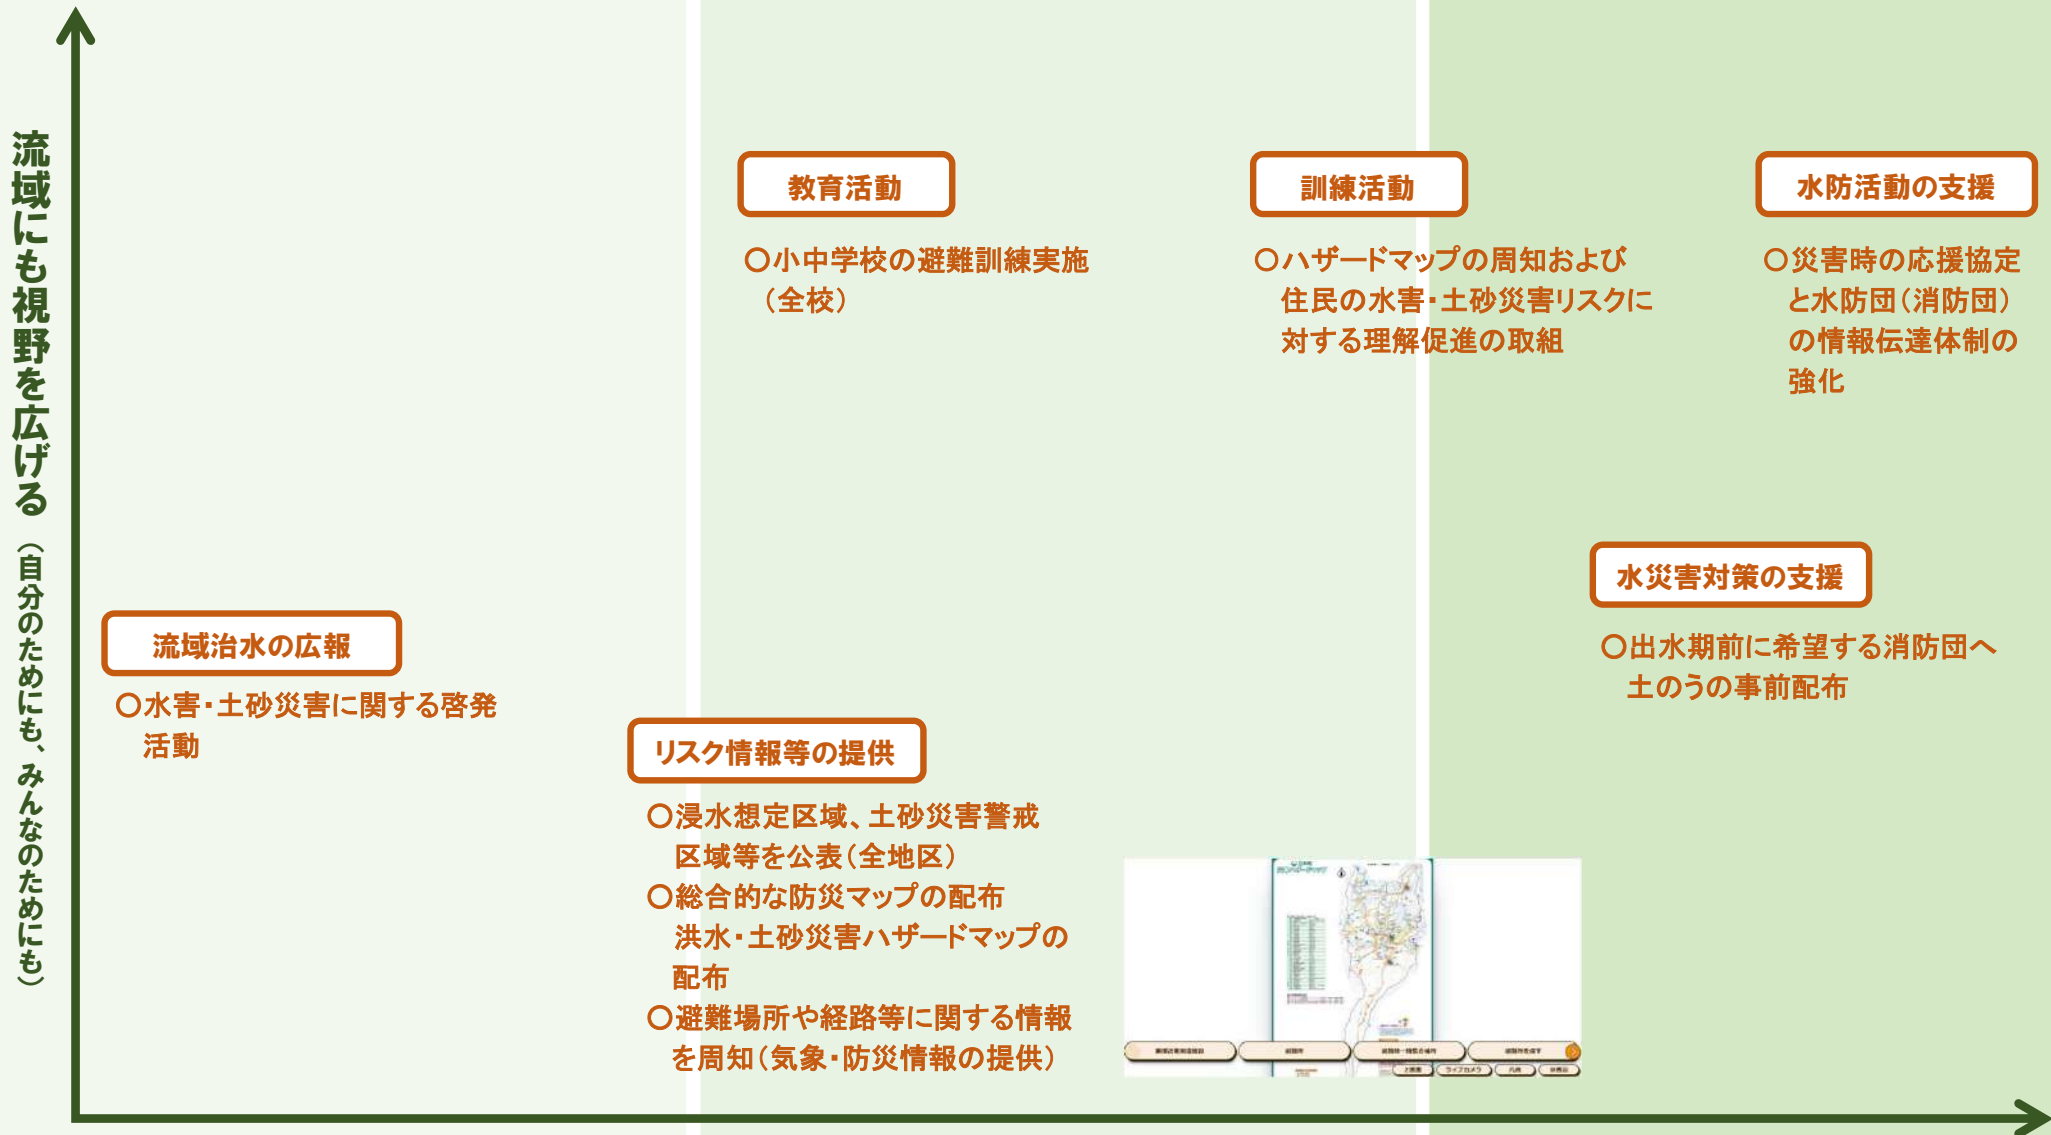 流域にも視野を広げる（自分のためにも、みんなのためにも）
教育活動
〇小中学校の避難訓練実施
（全校）
訓練活動
〇ハザードマップの周知および
住民の水害・土砂災害リスクに
対する理解促進の取組
水防活動の支援
〇災害時の応援協定
と水防団（消防団）
の情報伝達体制の
強化
水災害対策の支援
〇出水期前に希望する消防団へ
土のうの事前配布
流域治水の広報
〇水害・土砂災害に関する啓発
活動
リスク情報等の提供
〇浸水想定区域、土砂災害警戒
区域等を公表（全地区）
〇総合的な防災マップの配布
洪水・土砂災害ハザードマップの
配布
〇避難場所や経路等に関する情報
を周知（気象・防災情報の提供）
ライブカメラ
凡例